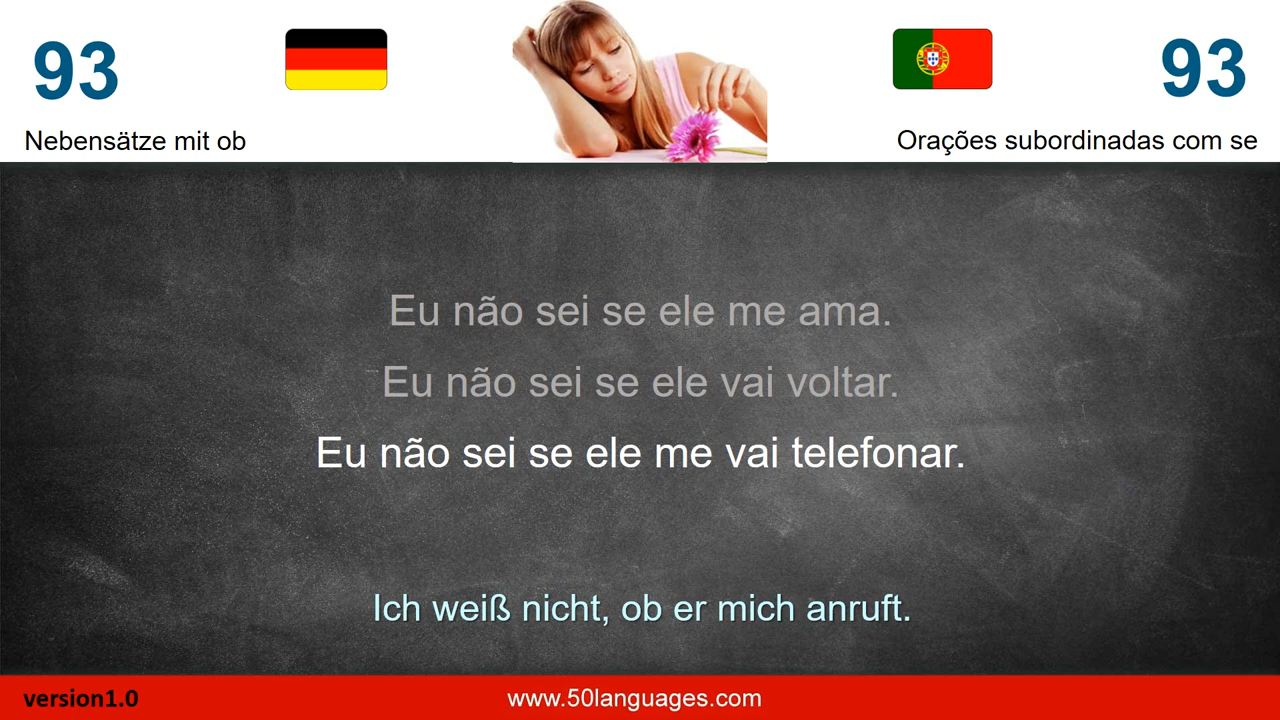 93
93
Nebensätze mit ob
Orações subordinadas com se
Eu não sei se ele me ama.
Eu não sei se ele vai voltar.
Eu não sei se ele me vai telefonar.
Ich weiß nicht, ob er mich anruft.
version1.0
www.50languages.com